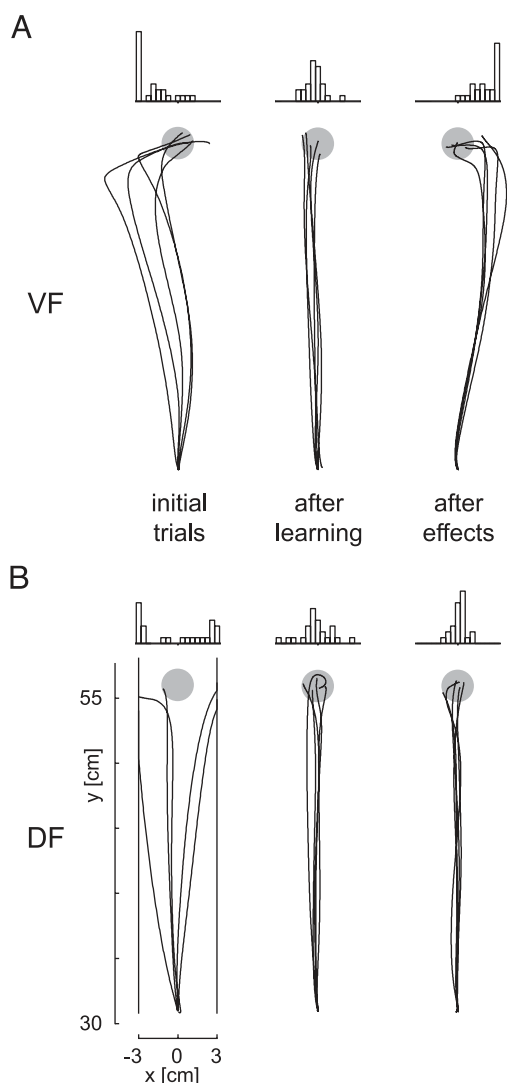 A
VF
initial
trials
after
learning
after
effects
B
55
y [cm]
DF
30
-3 0 3
x [cm]